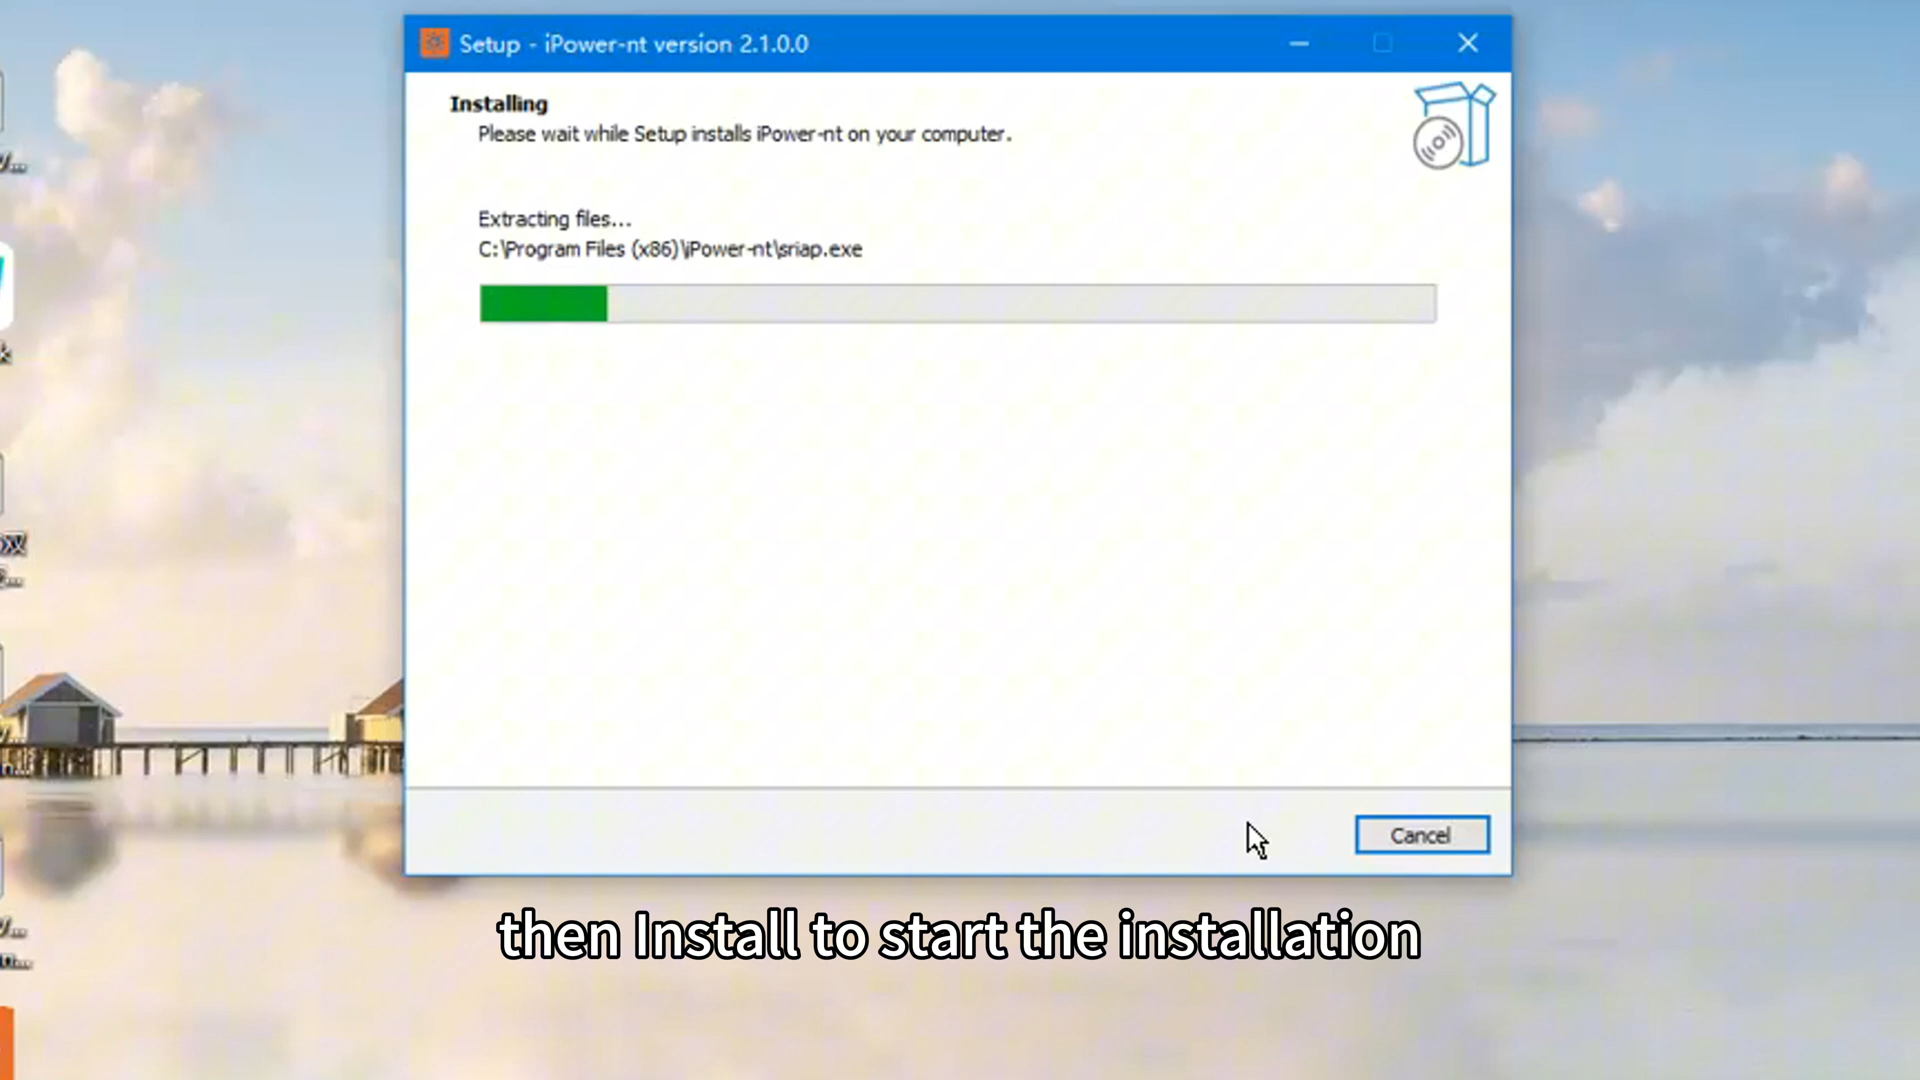 Setup - iPower-nt version 2.1.0.0
Installing
Please wait while Setup installs iPower-nt on your computer.
Extracting files...
C:\Program Files (x86)\iPower-nt\sriap.exe
Cancel
then Install to start the installation